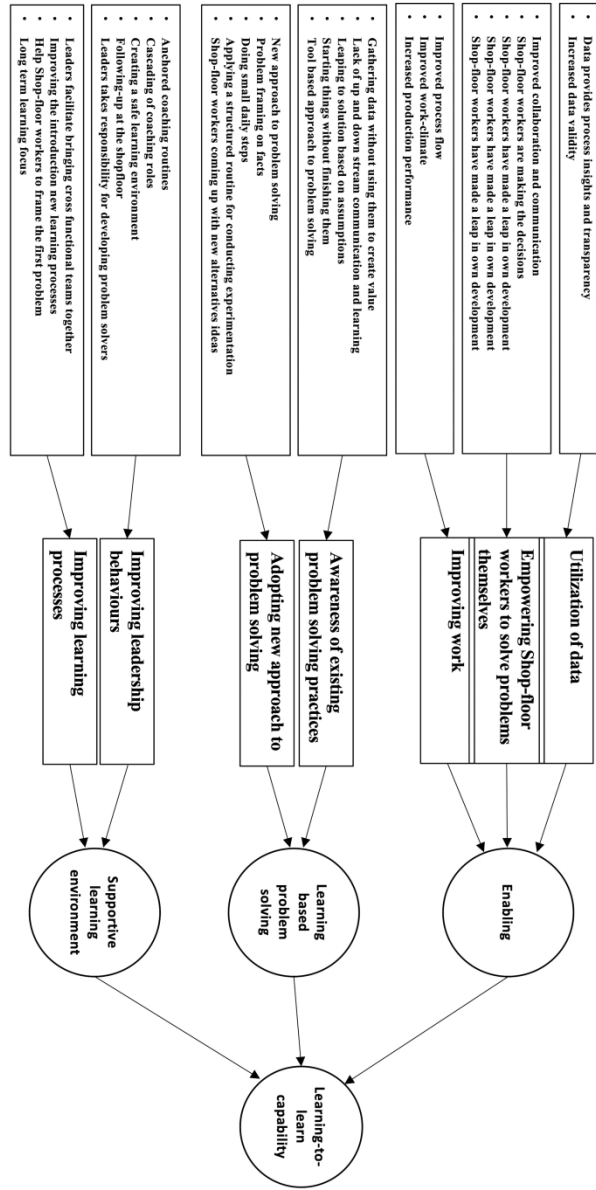 • Data provides process insights and transparency
• Increased data validity
• Improved collaboration and communication
• Shop-floor workers are making the decisions
• Shop-floor workers have made a leap in own development
• Shop-floor workers have made a leap in own development
• Shop-floor workers have made a leap in own development
• Improved process flow
• Improved work-climate
• Increased production performance
• Gathering data without using them to create value
• Lack of up and down stream communication and learning
• Leaping to solution based on assumptions
• Starting things without finishing them
• Tool based approach to problem solving
• New approach to problem solving
• Problem framing on facts
• Doing small daily steps
• Applying a structured routine for conducting experimentation
• Shop-floor workers coming up with new alternatives ideas
• Anchored coaching routines
• Cascading of coaching roles
• Creating a safe learning environment
• Following-up at the shopfloor
• Leaders takes responsibility for developing problem solvers
• Leaders facilitate bringing cross functional teams together
• Improving the introduction new learning processes
• Help Shop-floor workers to frame the first problem
• Long term learning focus
Utilization of data
Empowering Shop-floor
workers to solve problems
themselves
Improving work
Awareness of existing
problem solving practices
Adopting new approach to
problem solving
Improving leadership
behaviours
Improving learning
processes
Enabling
Learning
based
problem
solving
Supportive
learning
environment
Learning-to-
learn
capability